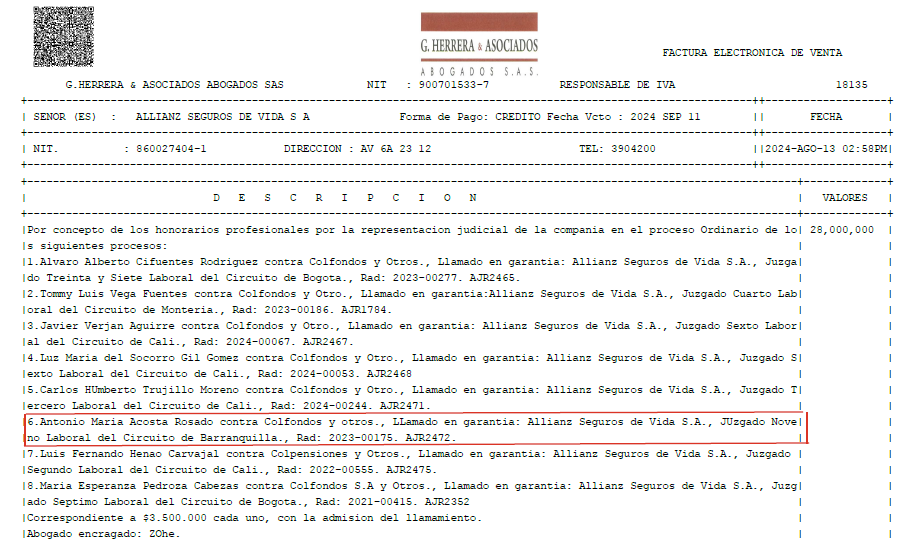 G. HERRERA & ASOCIADOS
ABOGADOS S.A.S.
FACTURA ELECTRONICA DE VENTA
G.HERRERA & ASOCIADOS ABOGADOS SAS NIT : 900701533-7 RESPONSABLE DE IVA 18135
SENOR (ES) : ALLIANZ SEGUROS DE VIDA S A Forma de Pago: CREDITO Fecha Vcto : 2024 SEP 11 FECHA
NIT. : 860027404-1 DIRECCION : AV 6A 23 12 TEL: 3904200 2024-AGO-13 02:58PM
D E S C R I P C I O N VALORES
Por concepto de los honorarios profesionales por la representacion judicial de la compania en el proceso Ordinario de lo 28,000,000
s siguientes procesos:
1.Alvaro Alberto Cifuentes Rodriguez contra Colfondos y Otros., Llamado en garantia: Allianz Seguros de Vida S.A., Juzga
do Treinta y Siete Laboral del Circuito de Bogota., Rad: 2023-00277. AJR2465.
2.Tommy Luis Vega Fuentes contra Colfondos y Otro., Llamado en garantia:Allianz Seguros de Vida S.A., Juzgado Cuarto Lab
oral del Circuito de Monteria., Rad: 2023-00186. AJR1784.
3.Javier Verjan Aguirre contra Colfondos y Otro., Llamado en garantia: Allianz Seguros de Vida S.A., Juzgado Sexto Labor
al del Circuito de Cali., Rad: 2024-00067. AJR2467.
4.Luz Maria del Socorro Gil Gomez contra Colfondos y Otro., Llamado en garantia: Allianz Seguros de Vida S.A., Juzgado S
exto Laboral del Circuito de Cali., Rad: 2024-00053. AJR2468
5.Carlos HUmberto Trujillo Moreno contra Colfondos y Otro., Llamado en garantia: Allianz Seguros de Vida S.A., Juzgado T
ercero Laboral del Circuito de Cali., Rad: 2024-00244. AJR2471.
6.Antonio Maria Acosta Rosado contra Colfondos y otros., LLamado en garantia: Allianz Seguros de Vida S.A., JUzgado Nove
no Laboral del Circuito de Barranquilla., Rad: 2023-00175. AJR2472.
7.Luis Fernando Henao Carvajal contra Colpensiones y Otros., Llamado en garantia: Allianz Seguros de Vida S.A., Juzgado
Segundo Laboral del Circuito de Cali., Rad: 2022-00555. AJR2475.
8.Maria Esperanza Pedroza Cabezas contra Colfondos S.A y Otros., Llamado en garantia: Allianz Seguros de Vida S.A., Juzg
ado Septimo Laboral del Circuito de Bogota., Rad: 2021-00415. AJR2352
Correspondiente a $3.500.000 cada uno, con la admision del llamamiento.
Abogado encragado: ZOhe.